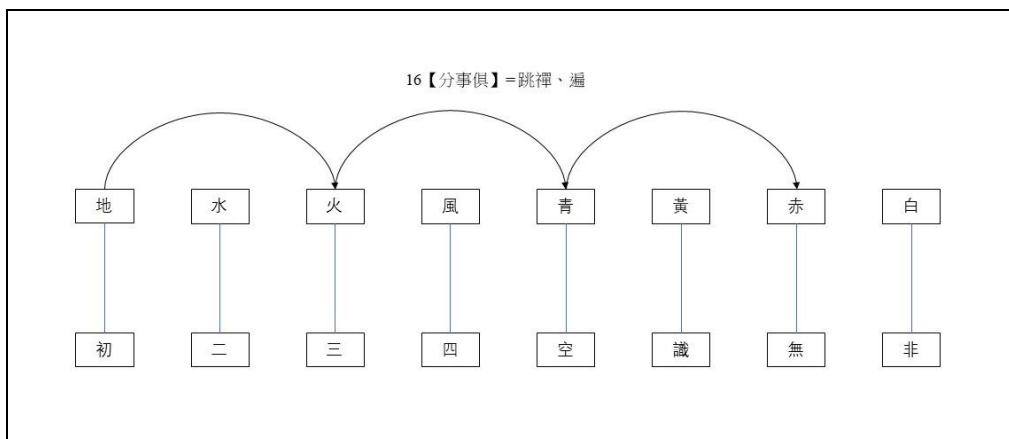 16【分事俱】=跳禪、遍
地 水 火 風 青 黃 赤 白
初 二 三 四 空 識 無 非